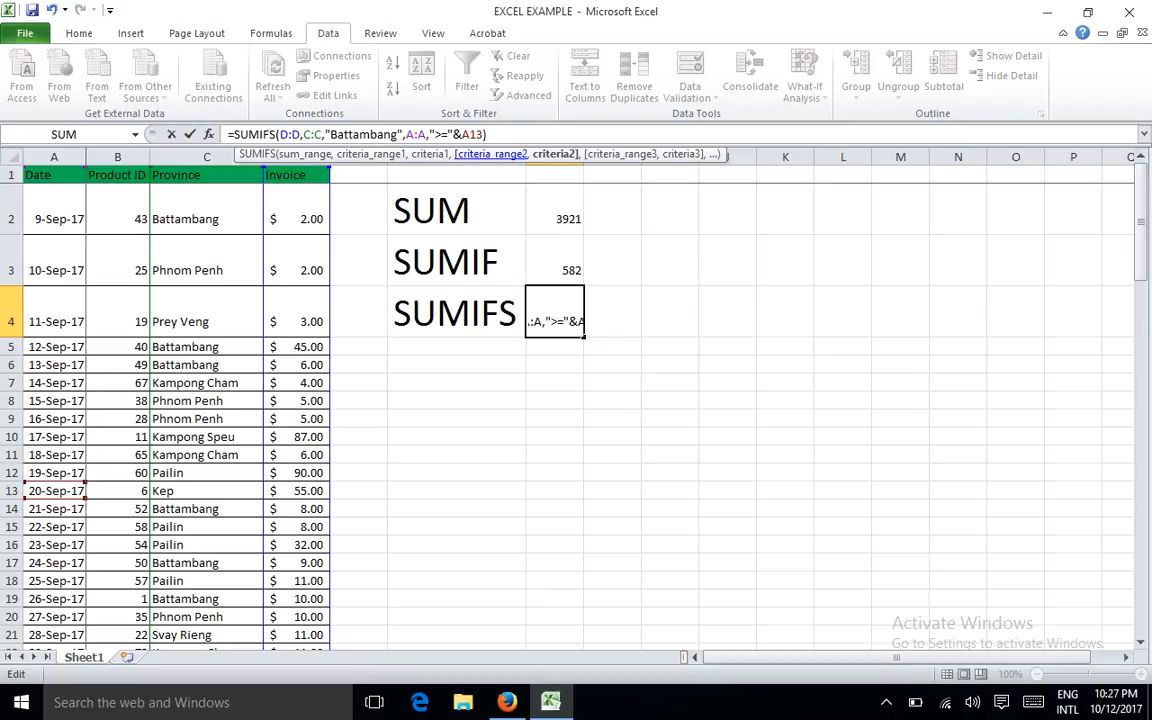 EXCEL EXAMPLE - Microsoft Excel
File Home Insert Page Layout Formulas Data Review View Acrobat
From Access From Web From Text From Other Sources Existing Connections
Refresh All Connections Properties Edit Links
Sort Filter Clear Reapply Advanced
Text to Columns Remove Duplicates Data Validation Consolidate What-If Analysis
Group Ungroup Subtotal Show Detail Hide Detail
Get External Data Connections Sort & Filter Data Tools Outline
SUM fx =SUMIFS(D:D,C:C,"Battambang",A:A,">="&A13)
SUMIFS(sum_range, criteria_range1, criteria1, [criteria_range2, criteria2], [criteria_range3, criteria3], ...)
A B C J K L M N O P
1 Date Product ID Province Invoice
2 9-Sep-17 43 Battambang $ 2.00 SUM 3921
3 10-Sep-17 25 Phnom Penh $ 2.00 SUMIF 582
4 11-Sep-17 19 Prey Veng $ 3.00 SUMIFS .:A,">="&A
5 12-Sep-17 40 Battambang $ 45.00
6 13-Sep-17 49 Battambang $ 6.00
7 14-Sep-17 67 Kampong Cham $ 4.00
8 15-Sep-17 38 Phnom Penh $ 5.00
9 16-Sep-17 28 Phnom Penh $ 5.00
10 17-Sep-17 11 Kampong Speu $ 87.00
11 18-Sep-17 65 Kampong Cham $ 6.00
12 19-Sep-17 60 Pailin $ 90.00
13 20-Sep-17 6 Kep $ 55.00
14 21-Sep-17 52 Battambang $ 8.00
15 22-Sep-17 58 Pailin $ 8.00
16 23-Sep-17 54 Pailin $ 32.00
17 24-Sep-17 50 Battambang $ 9.00
18 25-Sep-17 57 Pailin $ 11.00
19 26-Sep-17 1 Battambang $ 10.00
20 27-Sep-17 35 Phnom Penh $ 10.00
21 28-Sep-17 22 Svay Rieng $ 11.00
Activate Windows
Go to Settings to activate Windows.
Sheet1
Edit 100%
Search the web and Windows
ENG 10:27 PM
INTL 10/12/2017